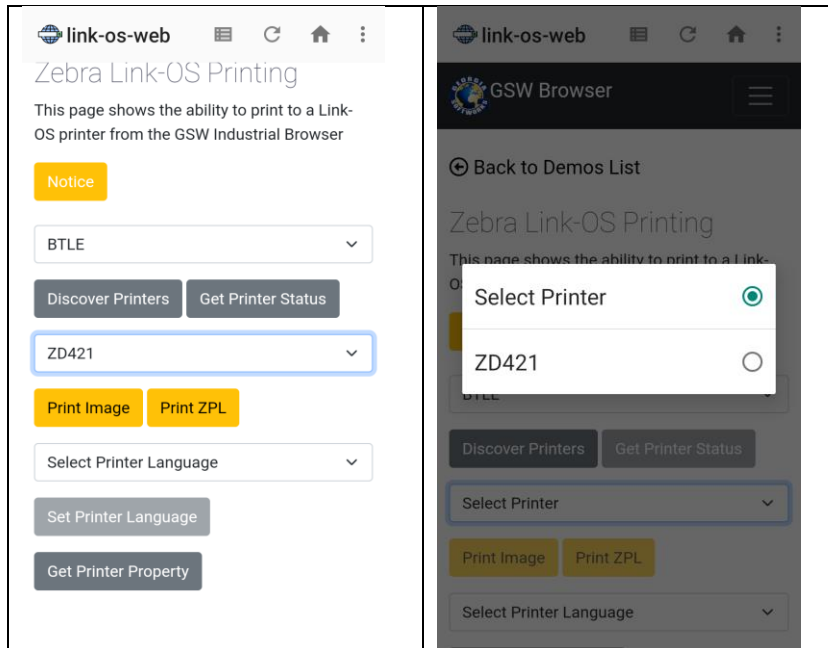 link-os-web
Zebra Link-OS Printing
This page shows the ability to print to a Link-
OS printer from the GSW Industrial Browser
Notice
BTLE
Discover Printers
Get Printer Status
ZD421
Print Image
Print ZPL
Select Printer Language
Set Printer Language
Get Printer Property
link-os-web
GSW Browser
Back to Demos List
Zebra Link-OS Printing
This page shows the ability to print to a Link-
Select Printer
ZD421
BTLE
Discover Printers
Get Printer Status
Select Printer
Print Image
Print ZPL
Select Printer Language